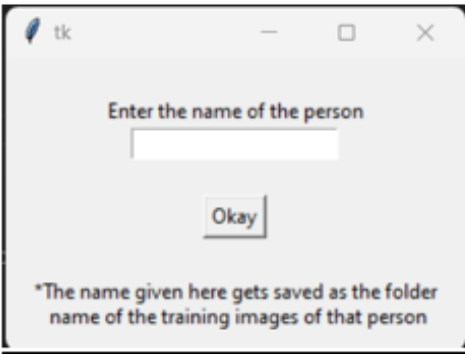 tk
Enter the name of the person
Okay
*The name given here gets saved as the folder
name of the training images of that person